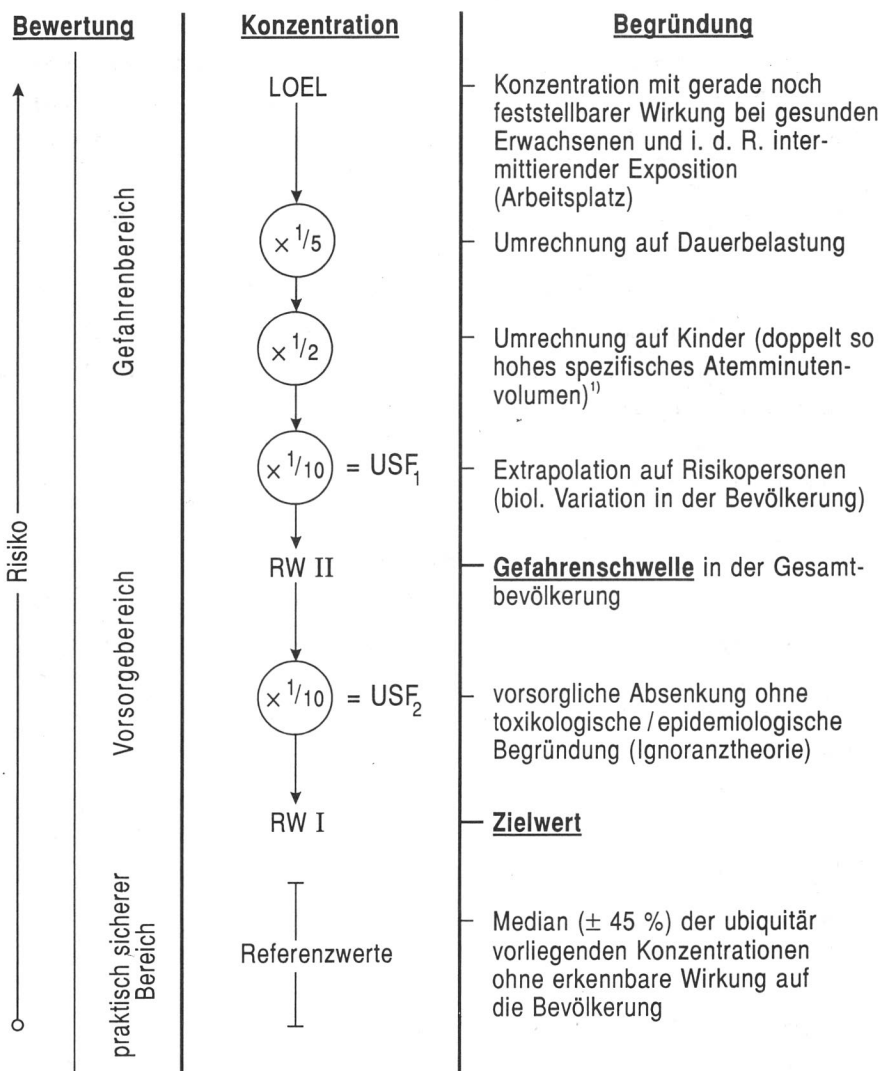 Bewertung
Konzentration
Begründung
Risiko
Gefahrenbereich
Vorsorgebereich
praktisch sicherer
Bereich
LOEL
× 1/5
× 1/2
× 1/10 = USF1
RW II
× 1/10 = USF2
RW I
Referenzwerte
Konzentration mit gerade noch
feststellbarer Wirkung bei gesunden
Erwachsenen und i. d. R. inter-
mittierender Exposition
(Arbeitsplatz)
Umrechnung auf Dauerbelastung
Umrechnung auf Kinder (doppelt so
hohes spezifisches Atemminuten-
volumen)1)
Extrapolation auf Risikopersonen
(biol. Variation in der Bevölkerung)
Gefahrenschwelle in der Gesamt-
bevölkerung
vorsorgliche Absenkung ohne
toxikologische / epidemiologische
Begründung (Ignoranztheorie)
Zielwert
Median (± 45 %) der ubiquitär
vorliegenden Konzentrationen
ohne erkennbare Wirkung auf
die Bevölkerung